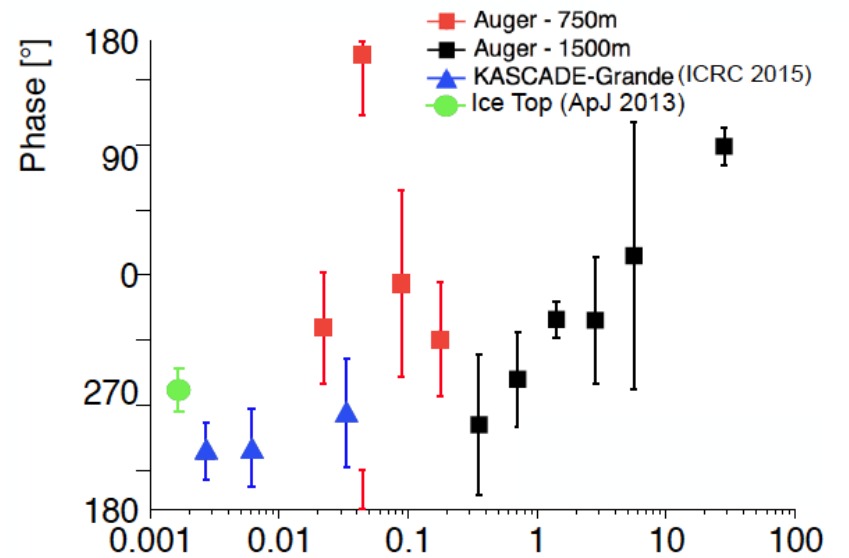 Auger - 750m
Auger - 1500m
KASCADE-Grande (ICRC 2015)
Ice Top (ApJ 2013)
Phase [°]
180
90
0
270
180
0.001 0.01 0.1 1 10 100